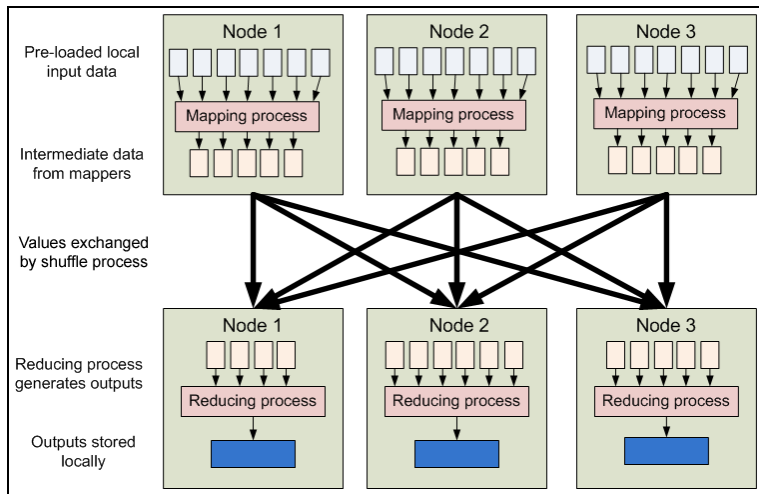 Pre-loaded local
input data
Node 1
Node 2
Node 3
Mapping process
Mapping process
Mapping process
Intermediate data
from mappers
Values exchanged
by shuffle process
Node 1
Node 2
Node 3
Reducing process
generates outputs
Reducing process
Reducing process
Reducing process
Outputs stored
locally